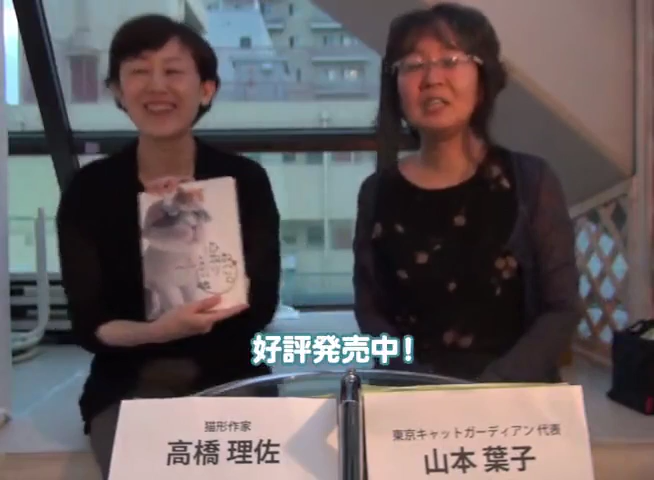 好評発売中！
猫形作家
高橋 理佐
東京キャットガーディアン 代表
山本 葉子